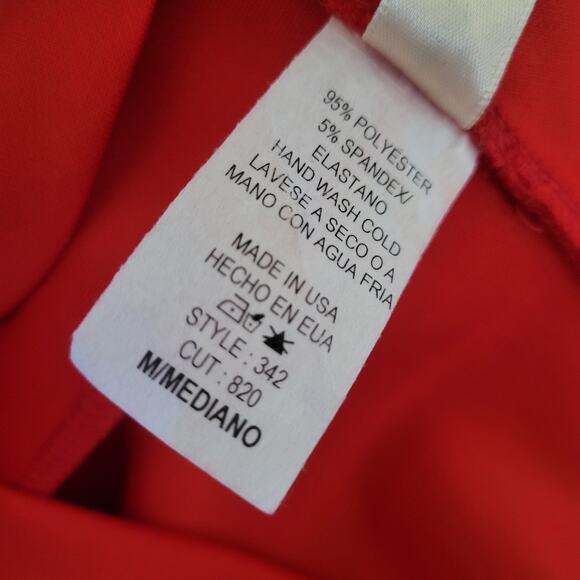 95% POLYESTER
5% SPANDEX/
ELASTANO
HAND WASH COLD
LAVESE A SECO O A
MANO CON AGUA FRIA
MADE IN USA
HECHO EN EUA
STYLE : 342
CUT : 820
M/MEDIANO